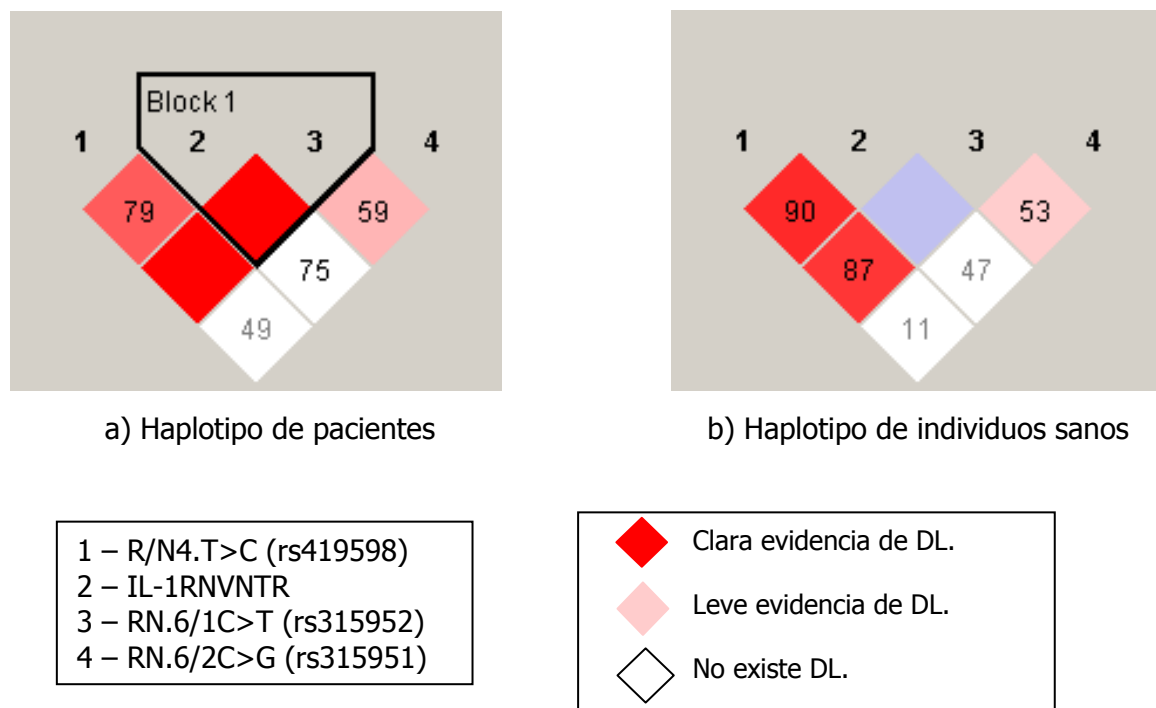 Block 1
1 2 3 4
79 59
75
49
1 2 3 4
90 53
87 47
11
a) Haplotipo de pacientes
b) Haplotipo de individuos sanos
1 – R/N4.T>C (rs419598)
2 – IL-1RNVNTR
3 – RN.6/1C>T (rs315952)
4 – RN.6/2C>G (rs315951)
Clara evidencia de DL.
Leve evidencia de DL.
No existe DL.